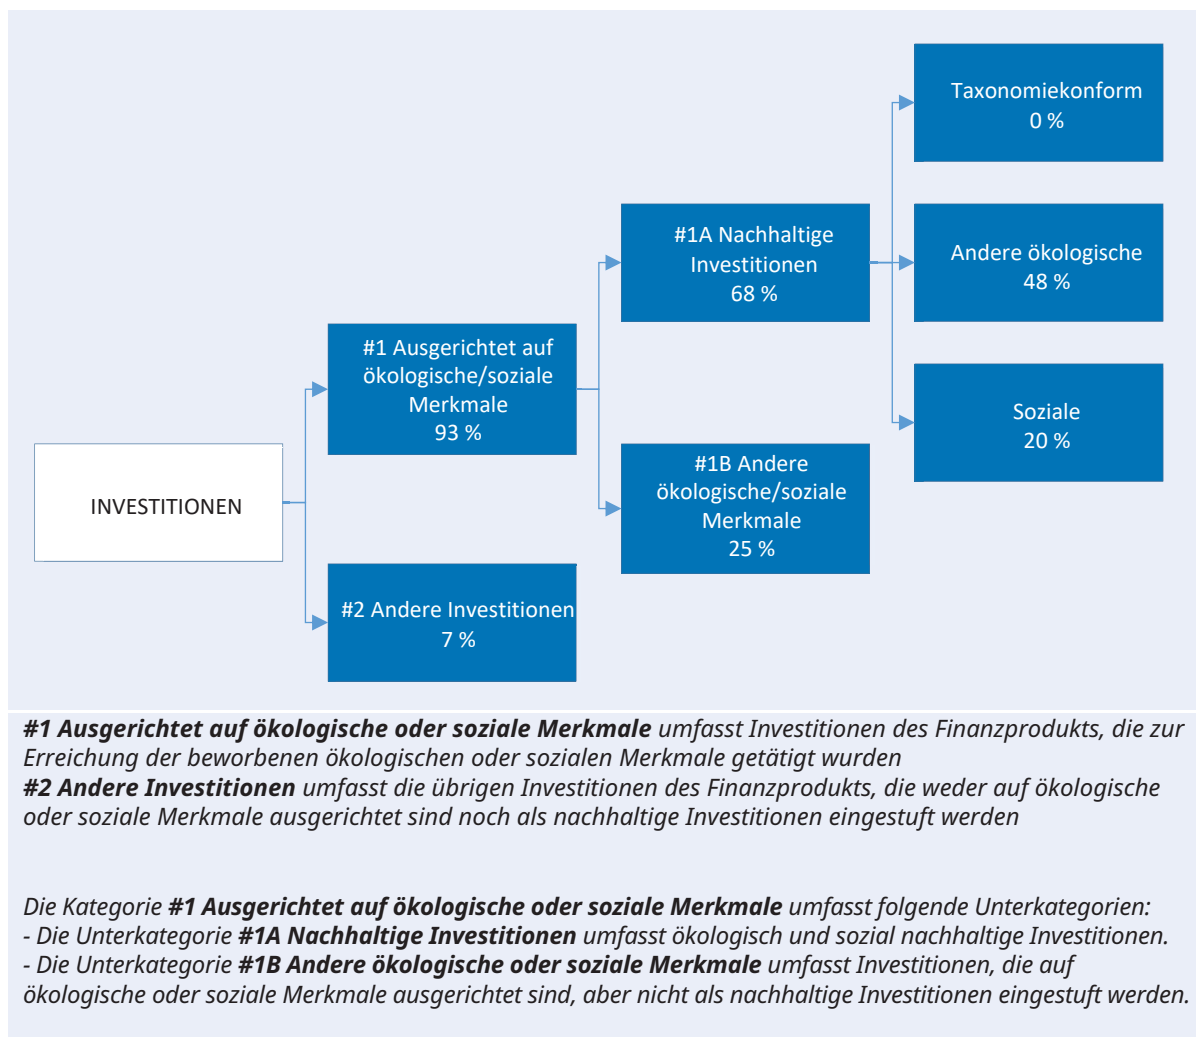 Taxonomiekonform
0 %
#1A Nachhaltige
Investitionen
68 %
Andere ökologische
48 %
#1 Ausgerichtet auf
ökologische/soziale
Merkmale
93 %
Soziale
20 %
#1B Andere
ökologische/soziale
Merkmale
25 %
INVESTITIONEN
#2 Andere Investitionen
7 %
#1 Ausgerichtet auf ökologische oder soziale Merkmale umfasst Investitionen des Finanzprodukts, die zur
Erreichung der beworbenen ökologischen oder sozialen Merkmale getätigt wurden
#2 Andere Investitionen umfasst die übrigen Investitionen des Finanzprodukts, die weder auf ökologische
oder soziale Merkmale ausgerichtet sind noch als nachhaltige Investitionen eingestuft werden
Die Kategorie #1 Ausgerichtet auf ökologische oder soziale Merkmale umfasst folgende Unterkategorien:
- Die Unterkategorie #1A Nachhaltige Investitionen umfasst ökologisch und sozial nachhaltige Investitionen.
- Die Unterkategorie #1B Andere ökologische oder soziale Merkmale umfasst Investitionen, die auf
ökologische oder soziale Merkmale ausgerichtet sind, aber nicht als nachhaltige Investitionen eingestuft werden.